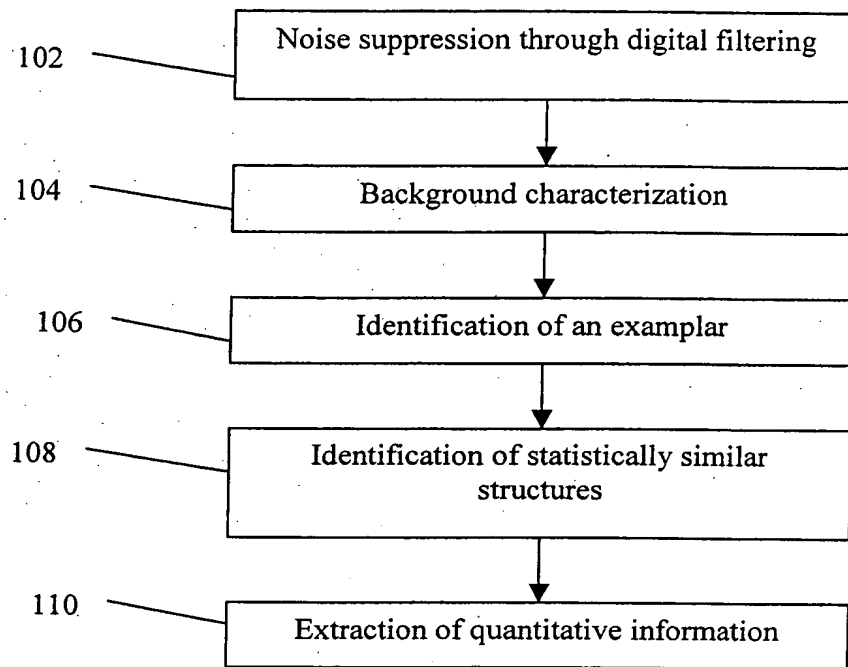 102
Noise suppression through digital filtering
104
Background characterization
106
Identification of an examplar
108
Identification of statistically similar
structures
110
Extraction of quantitative information